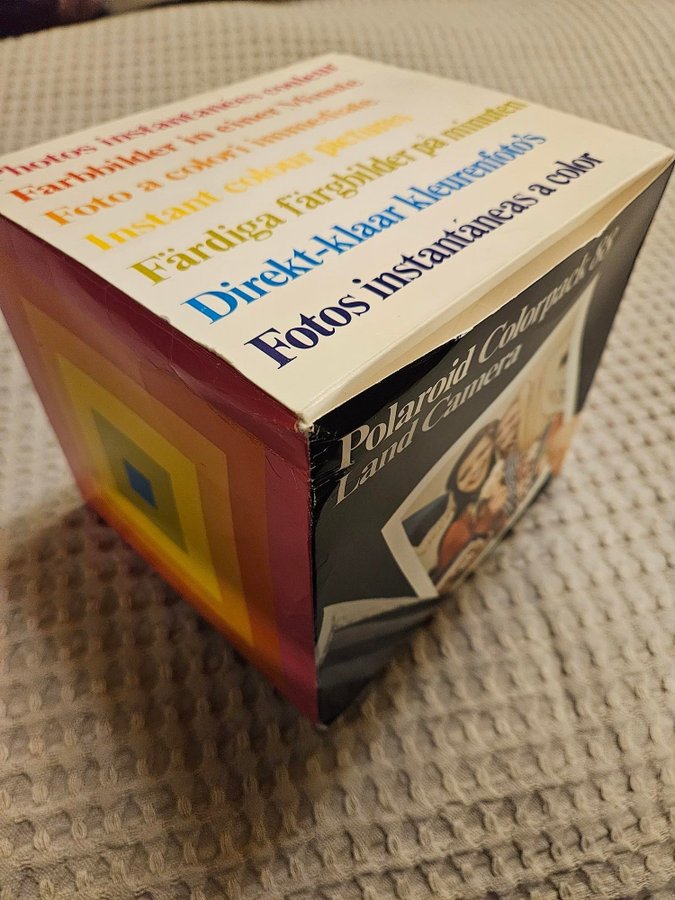 Photos instantanées couleur
Farbbilder in einer Minute
Foto a colori immediate
Instant colour pictures
Färdiga färgbilder på minuten
Direkt-klaar kleurenfoto's
Fotos instantáneas a color
Polaroid Colorpack 88
Land Camera